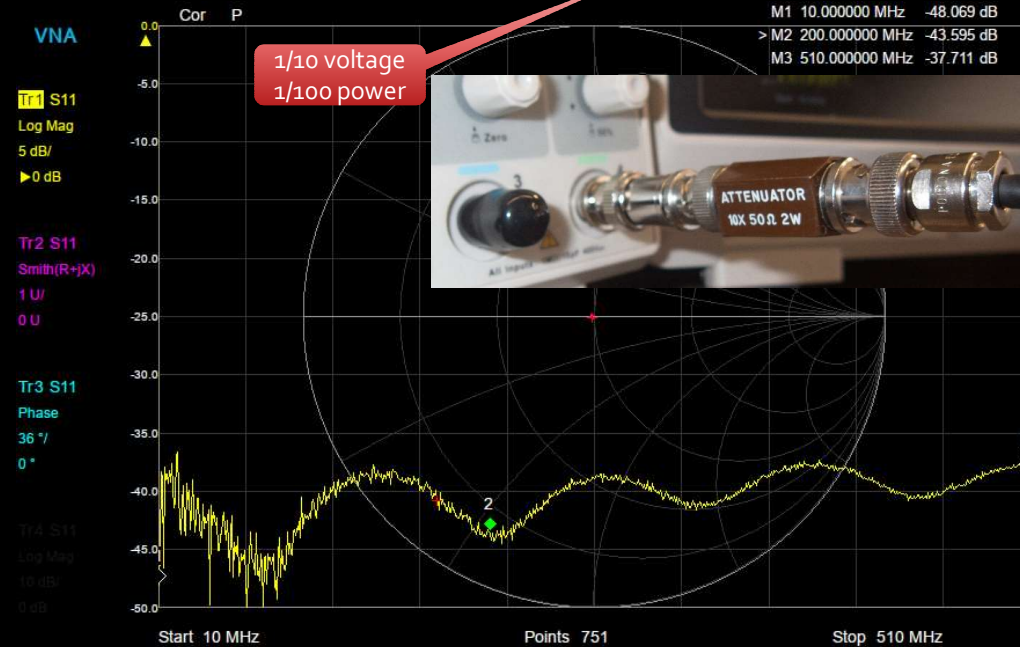 VNA
Cor P
M1 10.000000 MHz -48.069 dB
>M2 200.000000 MHz -43.595 dB
M3 510.000000 MHz -37.711 dB
1/10 voltage
1/100 power
Tr1 S11
Log Mag
5 dB/
▶0 dB
Tr2 S11
Smith(R+jX)
1 U/
0 U
Tr3 S11
Phase
36 °/
0 °
Tr4 S11
Log Mag
10 dB/
0 dB
0.0
-5.0
-10.0
-15.0
-20.0
-25.0
-30.0
-35.0
-40.0
-45.0
-50.0
Zero
50%
3
4
ATTENUATOR
10X 50Ω 2W
All Inputs
2
Start 10 MHz Points 751 Stop 510 MHz